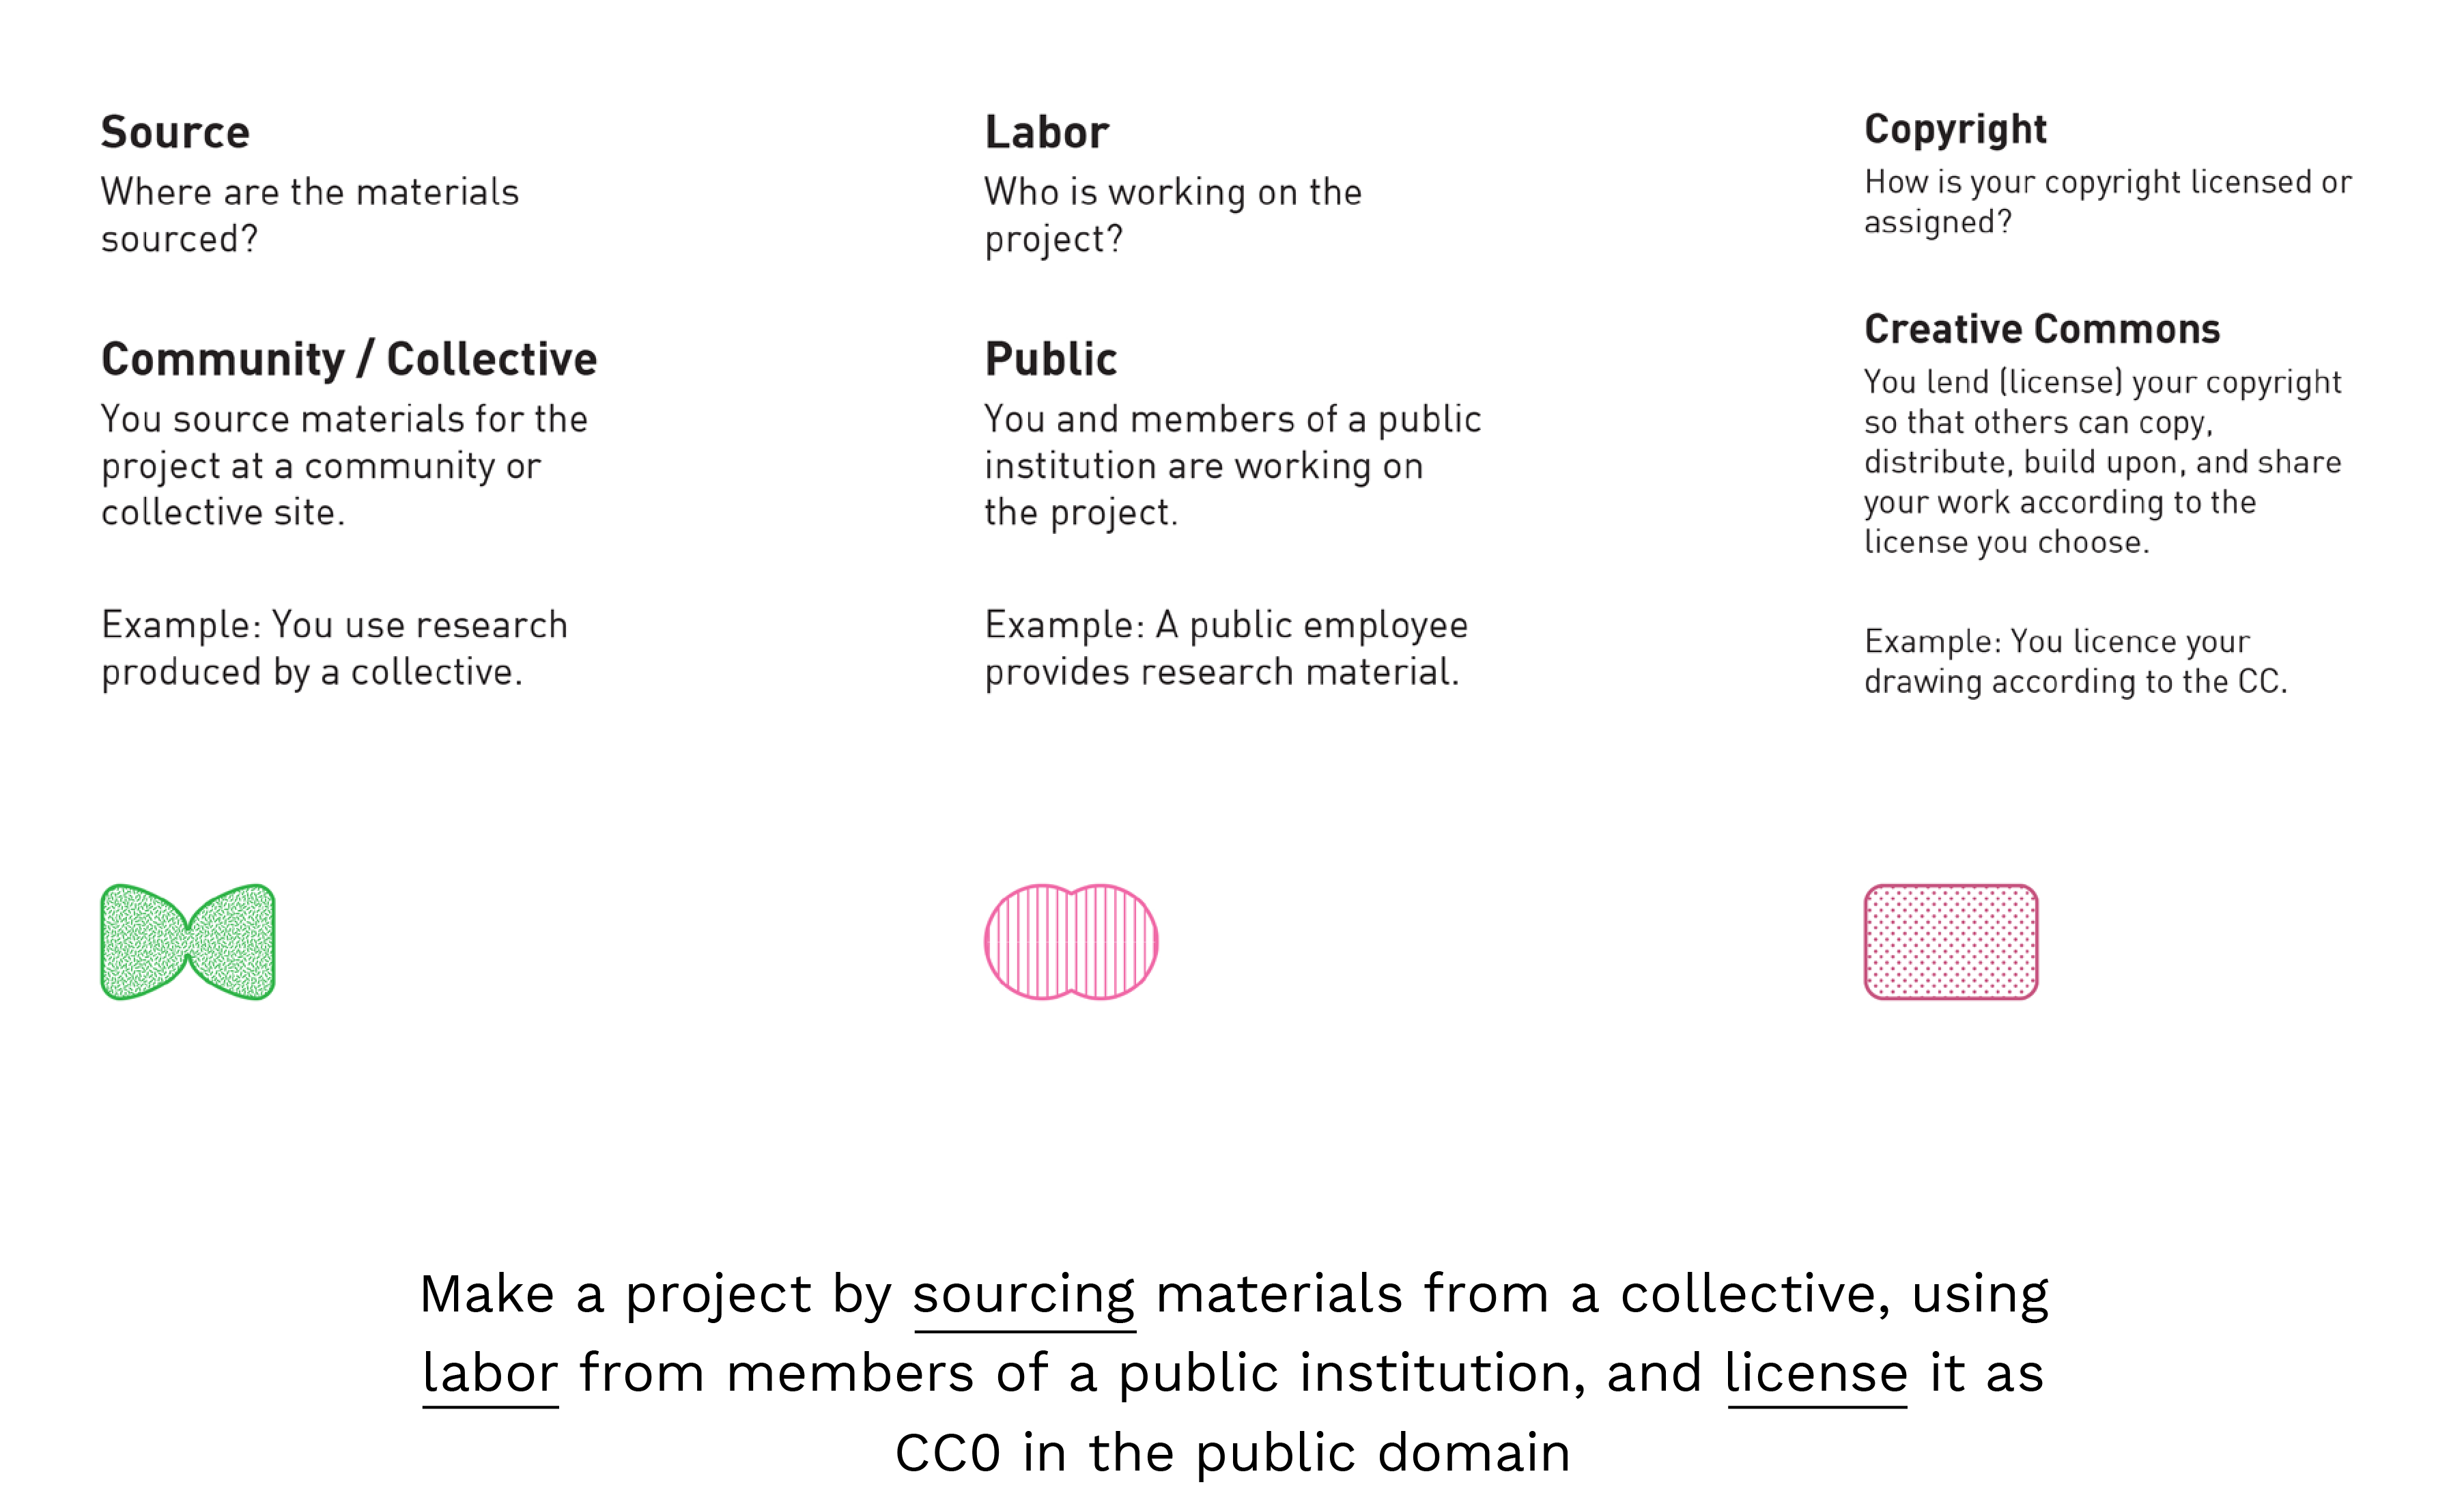 Source
Where are the materials
sourced?
Community / Collective
You source materials for the
project at a community or
collective site.
Example: You use research
produced by a collective.
Labor
Who is working on the
project?
Public
You and members of a public
institution are working on
the project.
Example: A public employee
provides research material.
Copyright
How is your copyright licensed or
assigned?
Creative Commons
You lend (license) your copyright
so that others can copy,
distribute, build upon, and share
your work according to the
license you choose.
Example: You licence your
drawing according to the CC.
Make a project by sourcing materials from a collective, using
labor from members of a public institution, and license it as
CC0 in the public domain